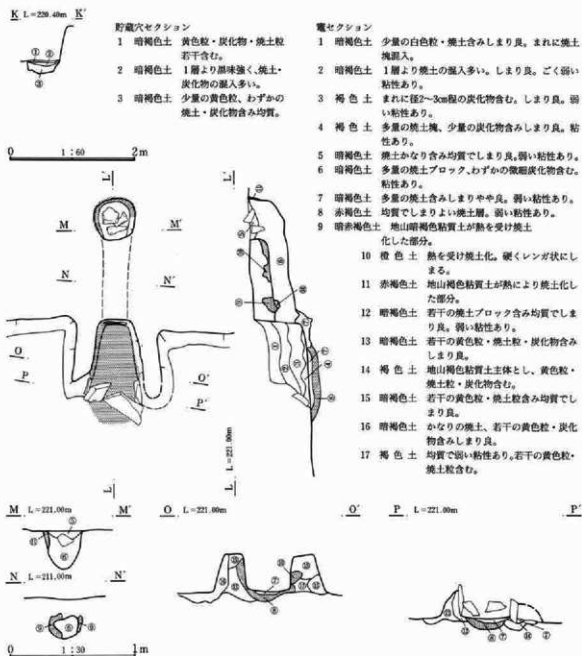 K L=220.40m K′
貯蔵穴セクション
1 暗褐色土 黄色粒・炭化物・焼土粒
若干含む。
2 暗褐色土 1層より黒味強く、焼土・
炭化物の混入多い。
3 暗褐色土 少量の黄色粒、わずかの
焼土・炭化物含み均質。
0 1:60 2m
竈セクション
1 暗褐色土 少量の白色粒・焼土含みしまり良。まれに焼土
塊混入。
2 暗褐色土 1層より焼土の混入多い。しまり良。ごく弱い
粘性あり。
3 褐色土 まれに径2〜3cm程の炭化物含む。しまり良。弱
い粘性あり。
4 褐色土 多量の焼土塊、少量の炭化物含みしまり良。粘
性あり。
5 暗褐色土 焼土かなり含み均質でしまり良。弱い粘性あり。
6 暗褐色土 多量の焼土ブロック、わずかの微細炭化物含む。
粘性あり。
7 暗褐色土 多量の焼土含みしまりやや良。弱い粘性あり。
8 赤褐色土 均質でしまりよい焼土層。弱い粘性あり。
9 暗赤褐色土 地山暗褐色粘質土が熱を受け焼土
化した部分。
10 橙色土 熱を受け焼土化。硬くレンガ状にし
まる。
11 赤褐色土 地山褐色粘質土が熱により焼土化し
た部分。
12 暗褐色土 若干の焼土ブロック含み均質でしま
り良。弱い粘性あり。
13 暗褐色土 若干の黄色粒・焼土粒・炭化物含み
しまり良。
14 褐色土 地山褐色粘質土主体とし、黄色粒・
焼土粒・炭化物含む。
15 暗褐色土 若干の黄色粒・焼土粒含み均質でし
まり良。
16 暗褐色土 かなりの焼土、若干の黄色粒・炭化
物含みしまり良。
17 褐色土 均質で弱い粘性あり。若干の黄色粒・
焼土粒含む。
L′ L′
M M′
N N′
O O′
P P′
L L L=221.00m
M L=221.00m M′
O L=221.00m O′
P L=221.00m P′
N L=211.00m N′
0 1:30 1m